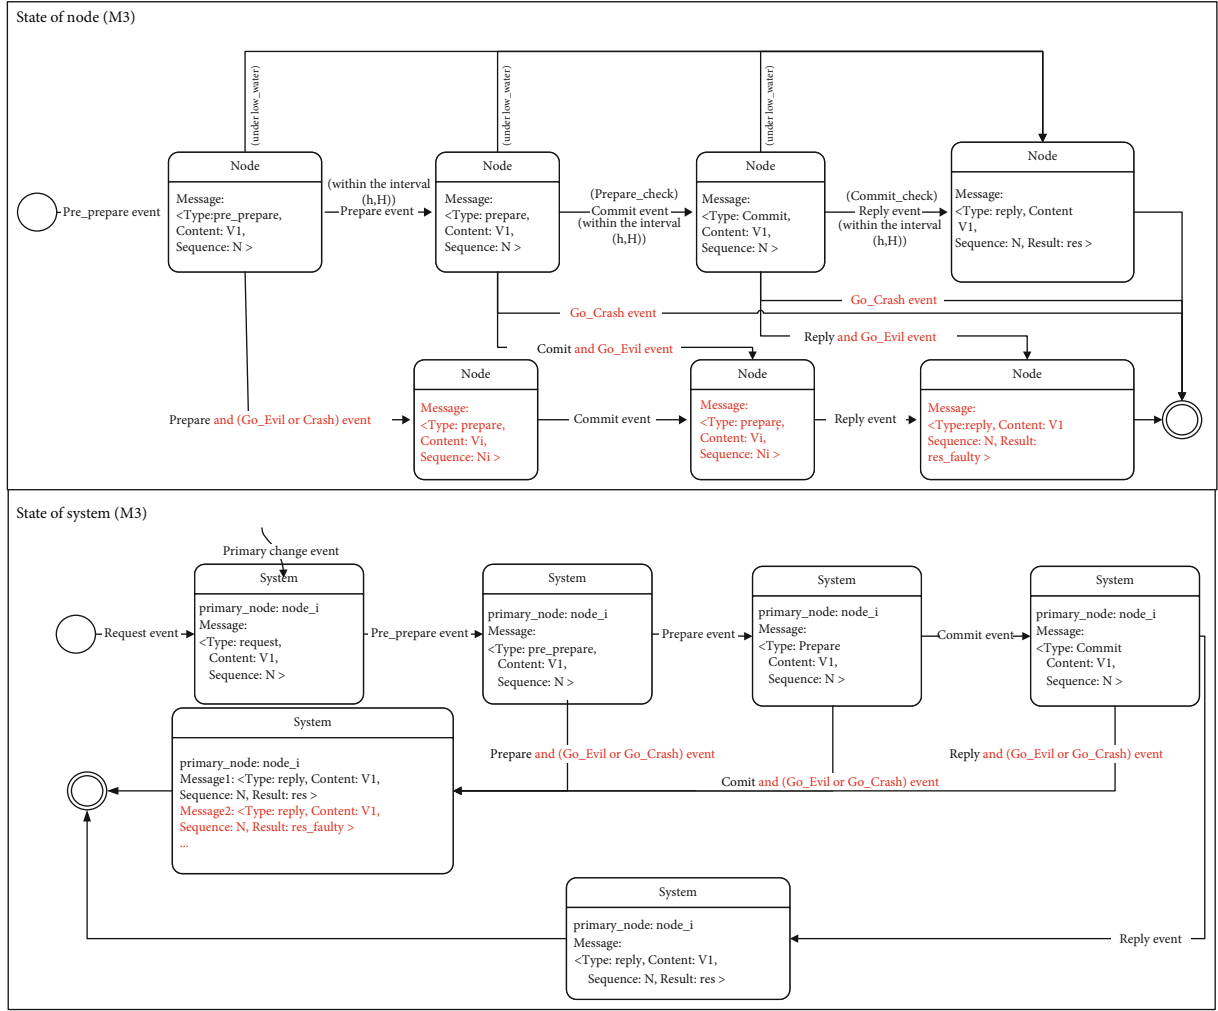 State of node (M3)
(under low_water)
(under low_water)
(under low_water)
Pre_prepare event
Node
Message:
<Type:pre_prepare,
Content: V1,
Sequence: N >
(within the interval
(h,H))
Prepare event
Node
Message:
<Type: prepare,
Content: V1,
Sequence: N >
(Prepare_check)
Commit event
(within the interval
(h,H))
Node
Message:
<Type: Commit,
Content: V1,
Sequence: N >
(Commit_check)
Reply event
(within the interval
(h,H))
Node
Message:
<Type: reply, Content
V1,
Sequence: N, Result: res >
Go_Crash event
Go_Crash event
Reply and Go_Evil event
Comit and Go_Evil event
Prepare and (Go_Evil or Crash) event
Node
Message:
<Type: prepare,
Content: Vi,
Sequence: Ni >
Commit event
Node
Message:
<Type: prepare,
Content: Vi,
Sequence: Ni >
Reply event
Node
Message:
<Type:reply, Content: V1
Sequence: N, Result:
res_faulty >
State of system (M3)
Primary change event
Request event
System
primary_node: node_i
Message:
<Type: request,
Content: V1,
Sequence: N >
Pre_prepare event
System
primary_node: node_i
Message:
<Type: pre_prepare,
Content: V1,
Sequence: N >
Prepare event
System
primary_node: node_i
Message:
<Type: Prepare
Content: V1,
Sequence: N >
Commit event
System
primary_node: node_i
Message:
<Type: Commit
Content: V1,
Sequence: N >
System
primary_node: node_i
Message1: <Type: reply, Content: V1,
Sequence: N, Result: res >
Message2: <Type: reply, Content: V1,
Sequence: N, Result: res_faulty >
...
Prepare and (Go_Evil or Go_Crash) event
Comit and (Go_Evil or Go_Crash) event
Reply and (Go_Evil or Go_Crash) event
System
primary_node: node_i
Message:
<Type: reply, Content: V1,
Sequence: N, Result: res >
Reply event